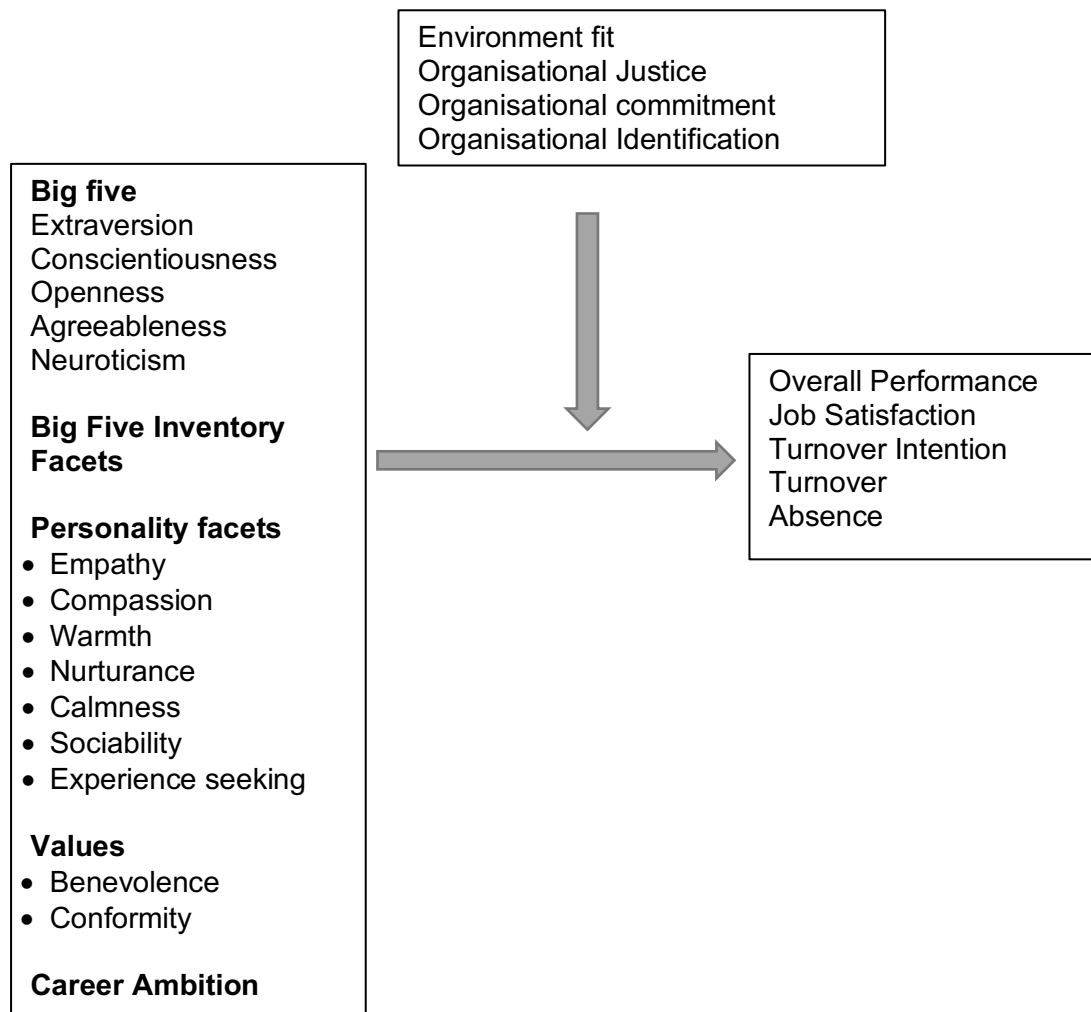 Environment fit
Organisational Justice
Organisational commitment
Organisational Identification
Big five
Extraversion
Conscientiousness
Openness
Agreeableness
Neuroticism
Big Five Inventory
Facets
Personality facets
• Empathy
• Compassion
• Warmth
• Nurturance
• Calmness
• Sociability
• Experience seeking
Values
• Benevolence
• Conformity
Career Ambition
Overall Performance
Job Satisfaction
Turnover Intention
Turnover
Absence